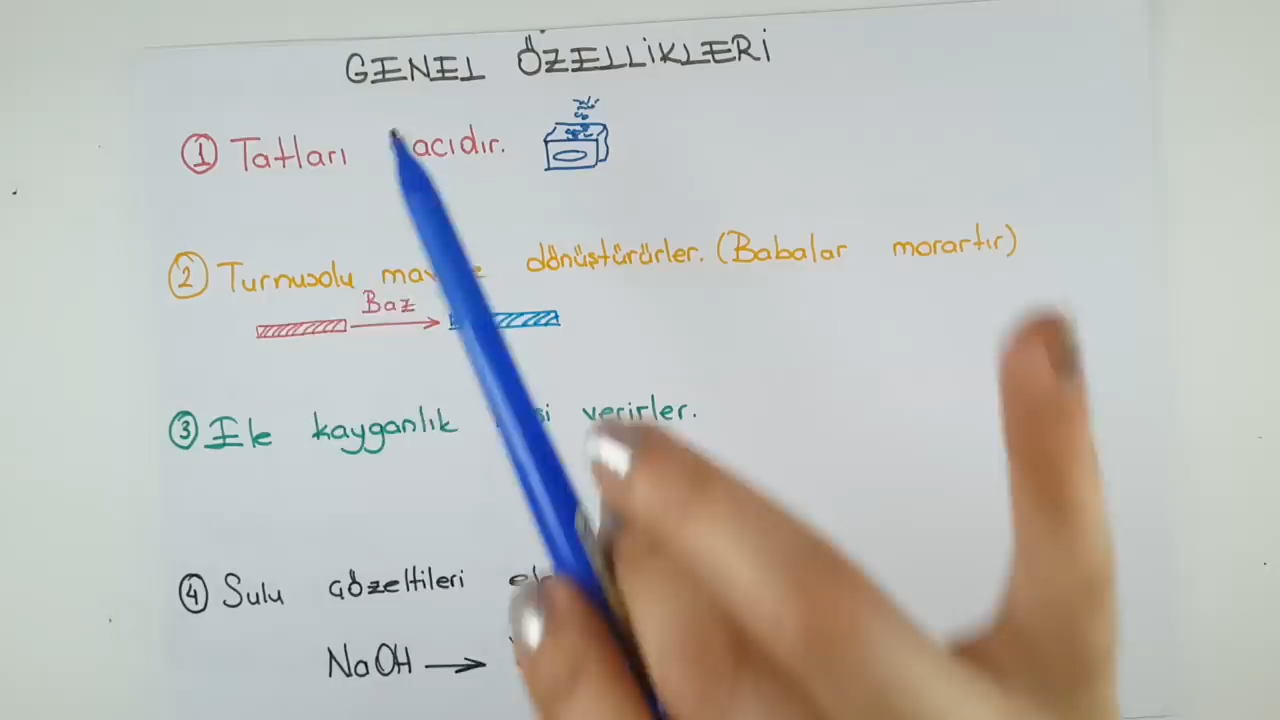 GENEL ÖZELLİKLERİ
① Tatları acıdır.
② Turnusolu dönüştürürler. (Babalar morartır)
Baz
③ Ele kayganlık verirler.
④ Sulu çözeltileri
NaOH →